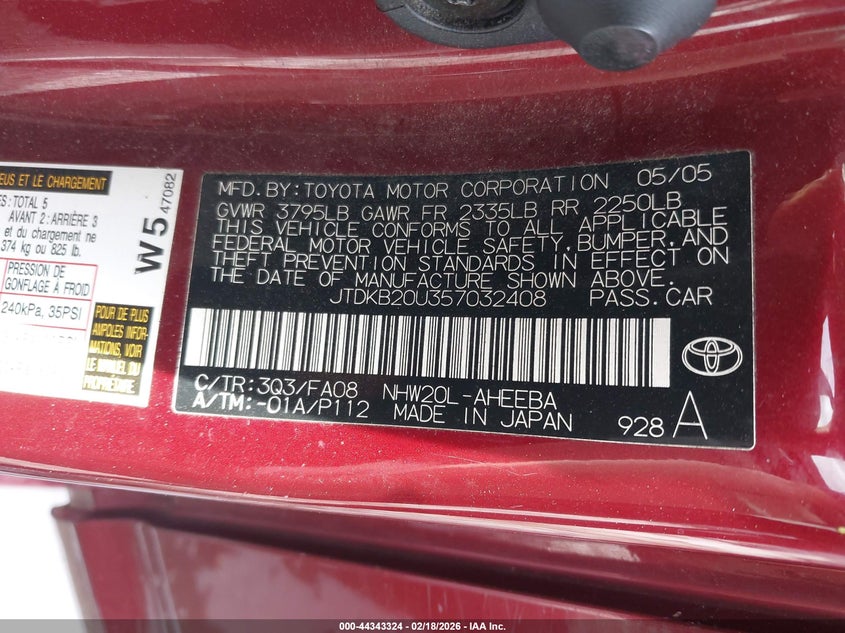 EUS ET LE CHARGEMENT
ES: TOTAL 5
AVANT 2: ARRIÈRE 3
et du chargement ne
374 kg ou 825 lb.
PRESSION DE
GONFLAGE À FROID
240kPa, 35PSI
W5 47082
POUR DE PLUS
AMPLES INFOR-
MATIONS, VOIR
LE MANUEL DU
PROPRIÉTAIRE
MFD.BY:TOYOTA MOTOR CORPORATION 05/05
GVWR 3795LB GAWR FR 2335LB RR 2250LB
THIS VEHICLE CONFORMS TO ALL APPLICABLE
FEDERAL MOTOR VEHICLE SAFETY,BUMPER,AND
THEFT PREVENTION STANDARDS IN EFFECT ON
THE DATE OF MANUFACTURE SHOWN ABOVE.
JTDKB20U357032408 PASS.CAR
C/TR:3Q3/FA08 NHW20L-AHEEBA
A/TM:-01A/P112 MADE IN JAPAN
928 A
000-44343324 | 02/18/2026 – IAA Inc.